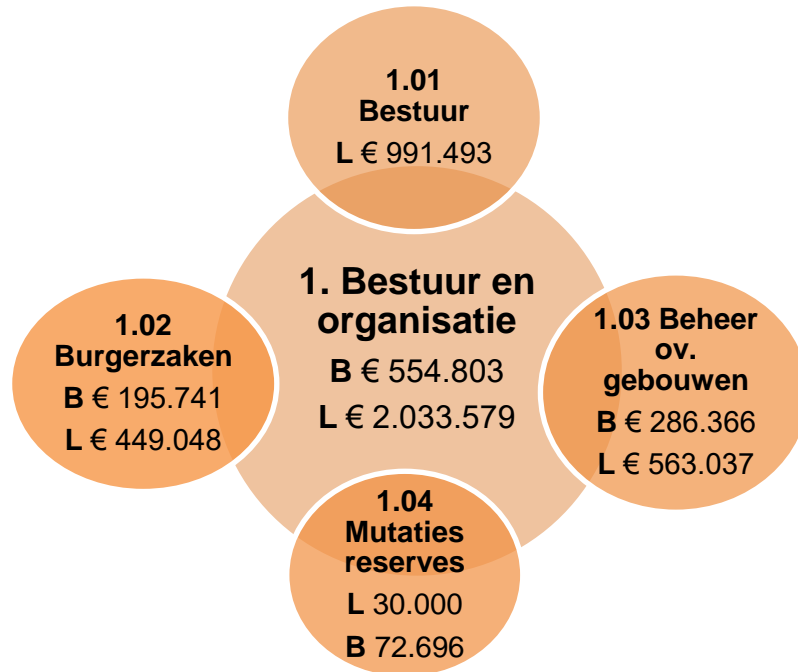 1.01
Bestuur
L € 991.493
1. Bestuur en
organisatie
B € 554.803
L € 2.033.579
1.02
Burgerzaken
B € 195.741
L € 449.048
1.03 Beheer
ov.
gebouwen
B € 286.366
L € 563.037
1.04
Mutaties
reserves
L 30.000
B 72.696